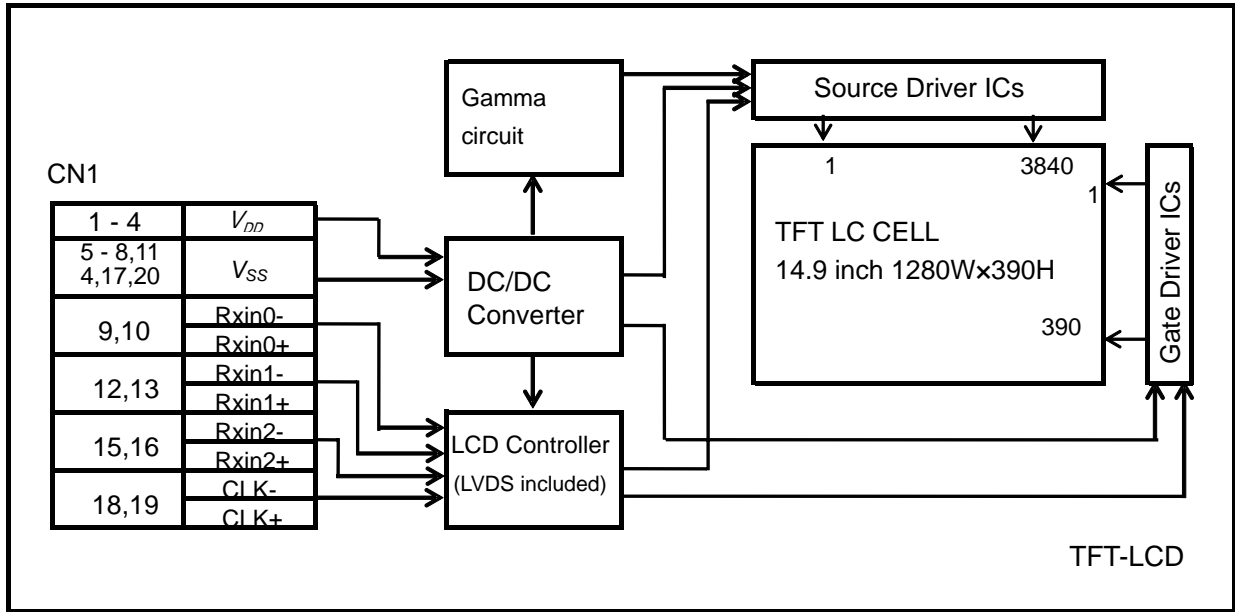 Gamma
circuit
Source Driver ICs
1
3840
1
Gate Driver ICs
TFT LC CELL
14.9 inch 1280W×390H
390
CN1
1 - 4 VDD
5 - 8,11
4,17,20
VSS
9,10
Rxin0-
Rxin0+
12,13
Rxin1-
Rxin1+
15,16
Rxin2-
Rxin2+
18,19
CLK-
CLK+
DC/DC
Converter
LCD Controller
(LVDS included)
TFT-LCD